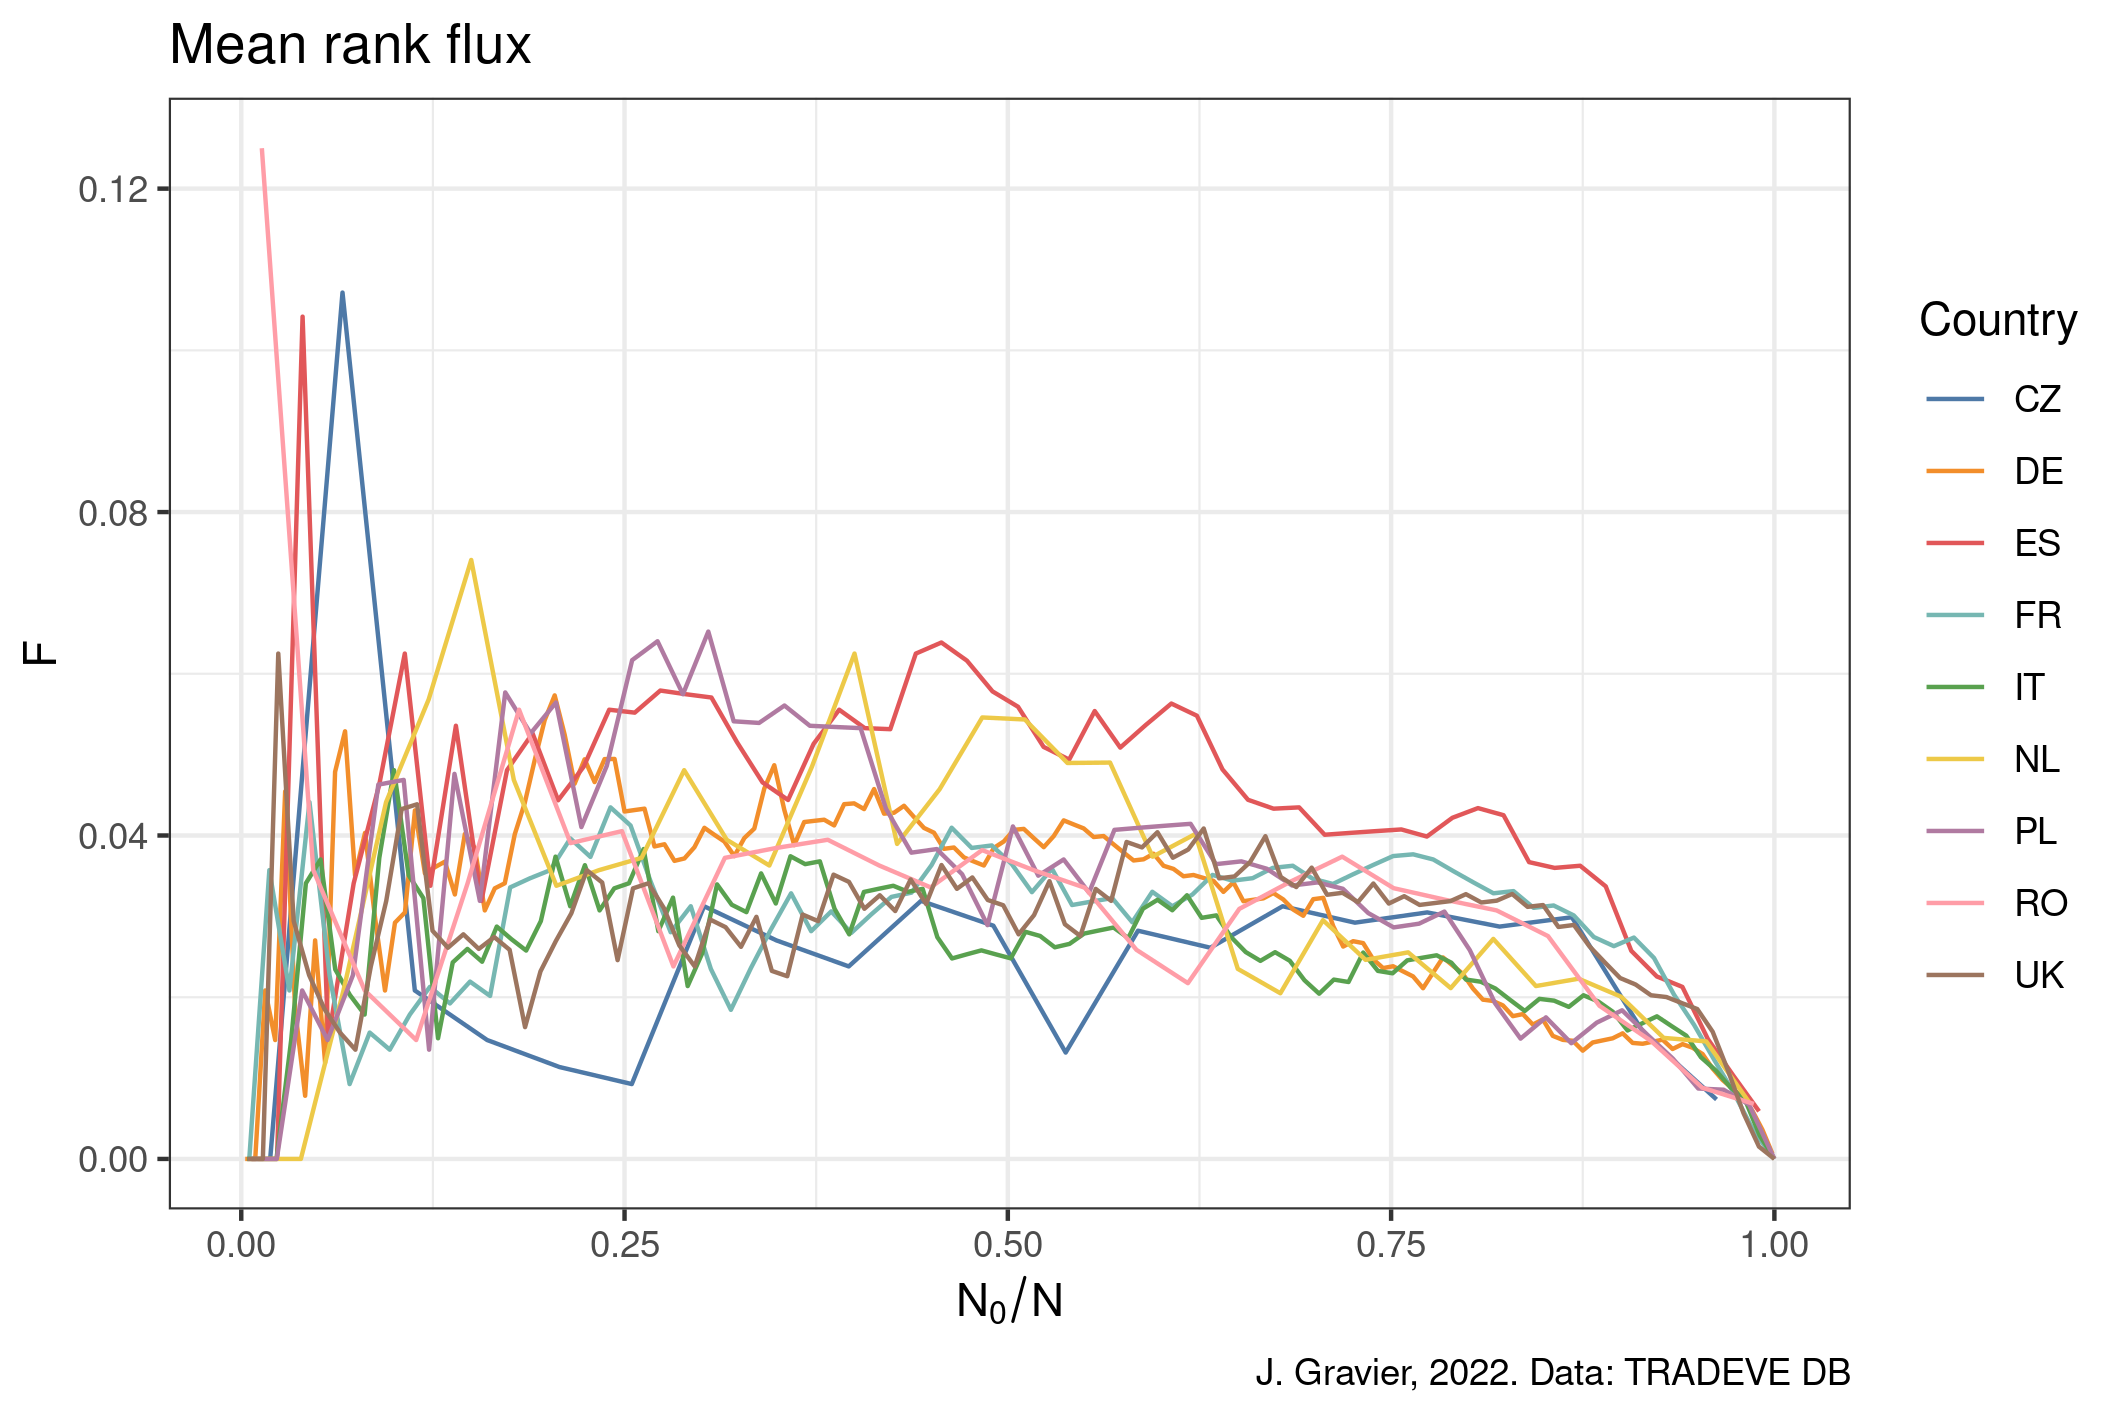 Mean rank flux
0.12
0.08
0.04
0.00
F
0.00
0.25
0.50
0.75
1.00
N₀/N
Country
CZ
DE
ES
FR
IT
NL
PL
RO
UK
J. Gravier, 2022. Data: TRADEVE DB